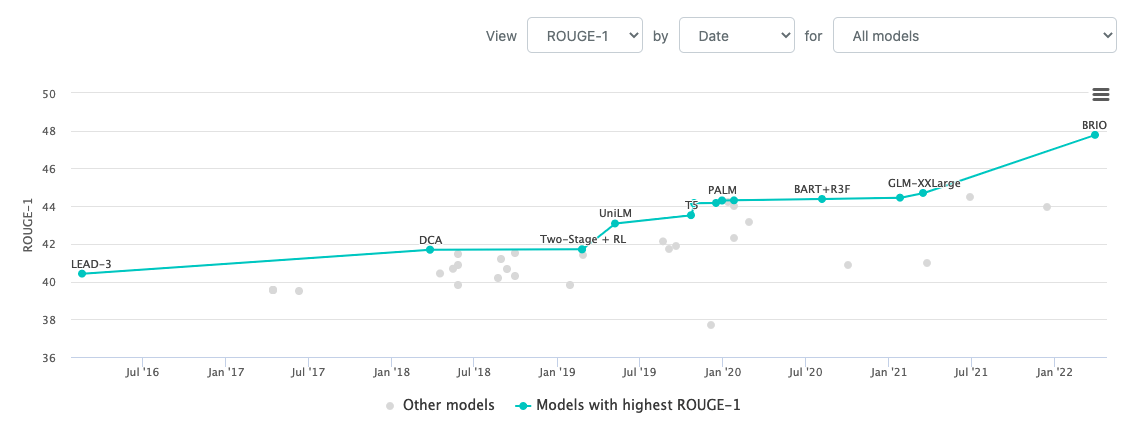 View ROUGE-1 by Date for All models
50
48
46
44
42
40
38
36
ROUGE-1
LEAD-3
DCA
Two-Stage + RL
UniLM
T5
PALM
BART+R3F
GLM-XXLarge
BRIO
Jul '16 Jan '17 Jul '17 Jan '18 Jul '18 Jan '19 Jul '19 Jan '20 Jul '20 Jan '21 Jul '21 Jan '22
Other models Models with highest ROUGE-1